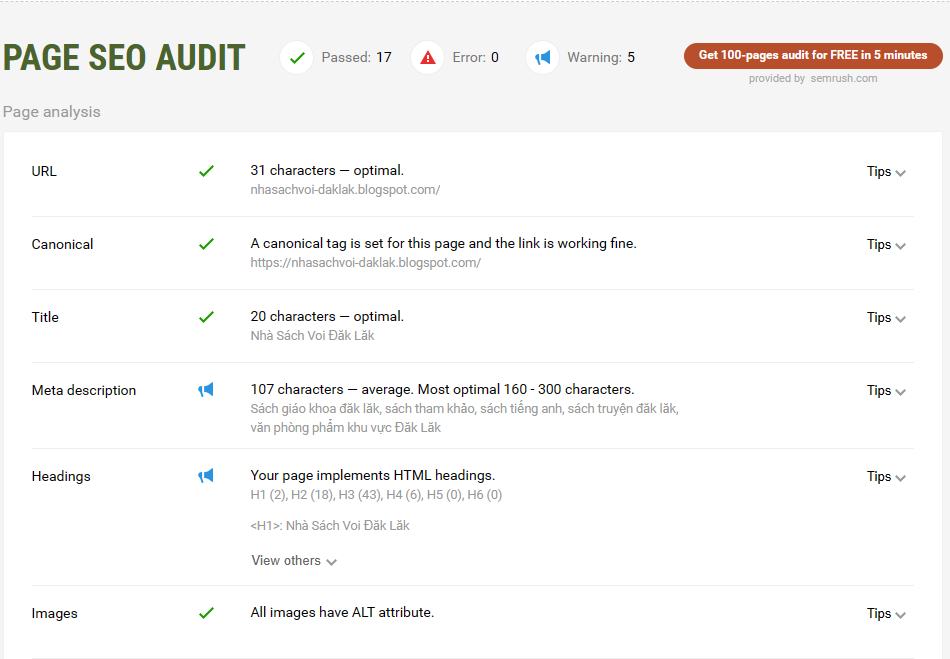 PAGE SEO AUDIT
Passed: 17
Error: 0
Warning: 5
Get 100-pages audit for FREE in 5 minutes
provided by semrush.com
Page analysis
URL
31 characters — optimal.
Tips
nhasachvoi-daklak.blogspot.com/
Canonical
A canonical tag is set for this page and the link is working fine.
Tips
https://nhasachvoi-daklak.blogspot.com/
Title
20 characters — optimal.
Tips
Nhà Sách Voi Đăk Lăk
Meta description
107 characters — average. Most optimal 160 - 300 characters.
Tips
Sách giáo khoa đăk lăk, sách tham khảo, sách tiếng anh, sách truyện đăk lăk,
văn phòng phẩm khu vực Đăk Lăk
Headings
Your page implements HTML headings.
Tips
H1 (2), H2 (18), H3 (43), H4 (6), H5 (0), H6 (0)
<H1>: Nhà Sách Voi Đăk Lăk
View others
Images
All images have ALT attribute.
Tips